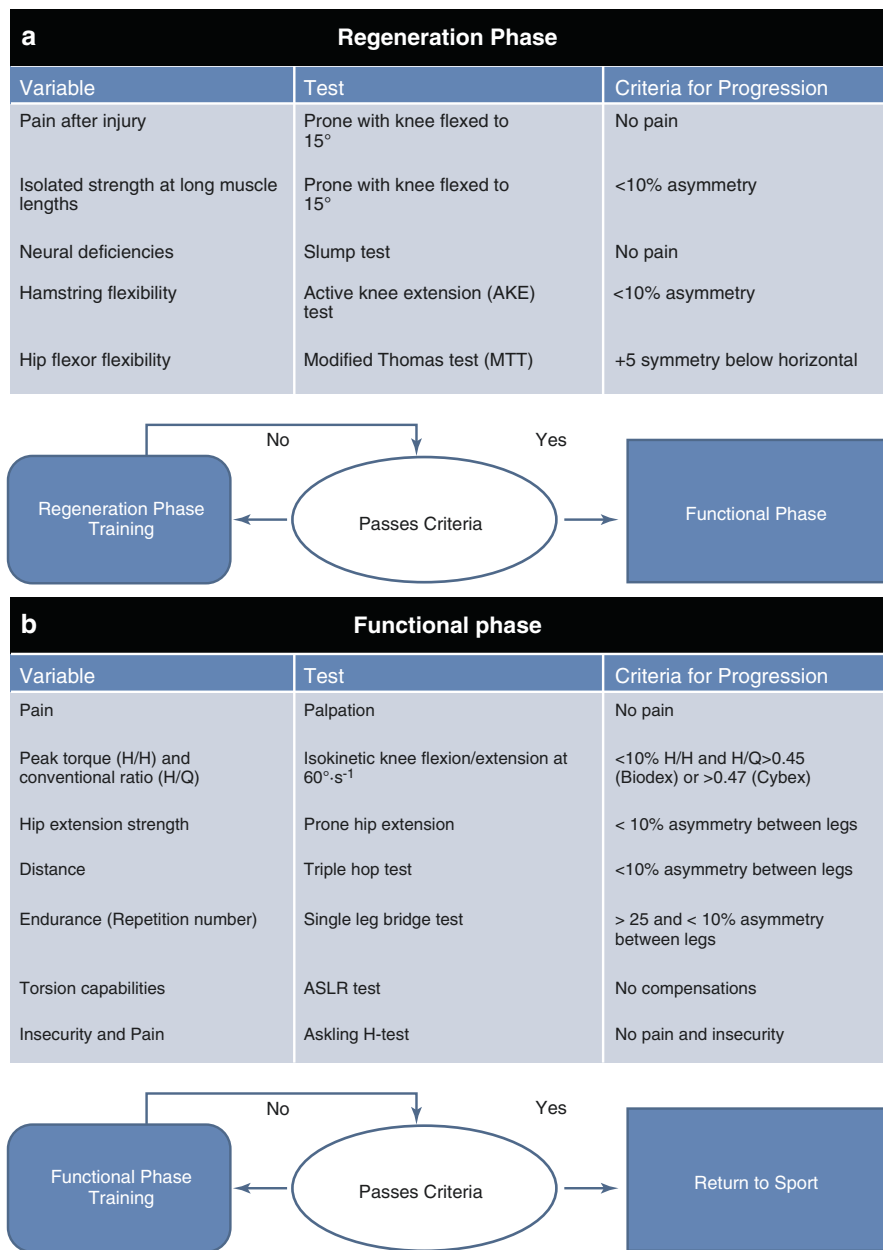 a Regeneration Phase
Variable Test Criteria for Progression
Pain after injury Prone with knee flexed to 15° No pain
Isolated strength at long muscle lengths Prone with knee flexed to 15° <10% asymmetry
Neural deficiencies Slump test No pain
Hamstring flexibility Active knee extension (AKE) test <10% asymmetry
Hip flexor flexibility Modified Thomas test (MTT) +5 symmetry below horizontal
No Yes
Regeneration Phase
Training
Passes Criteria
Functional Phase
b Functional phase
Variable Test Criteria for Progression
Pain Palpation No pain
Peak torque (H/H) and conventional ratio (H/Q) Isokinetic knee flexion/extension at 60°·s⁻¹ <10% H/H and H/Q>0.45 (Biodex) or >0.47 (Cybex)
Hip extension strength Prone hip extension < 10% asymmetry between legs
Distance Triple hop test <10% asymmetry between legs
Endurance (Repetition number) Single leg bridge test > 25 and < 10% asymmetry between legs
Torsion capabilities ASLR test No compensations
Insecurity and Pain Askling H-test No pain and insecurity
No Yes
Functional Phase
Training
Passes Criteria
Return to Sport